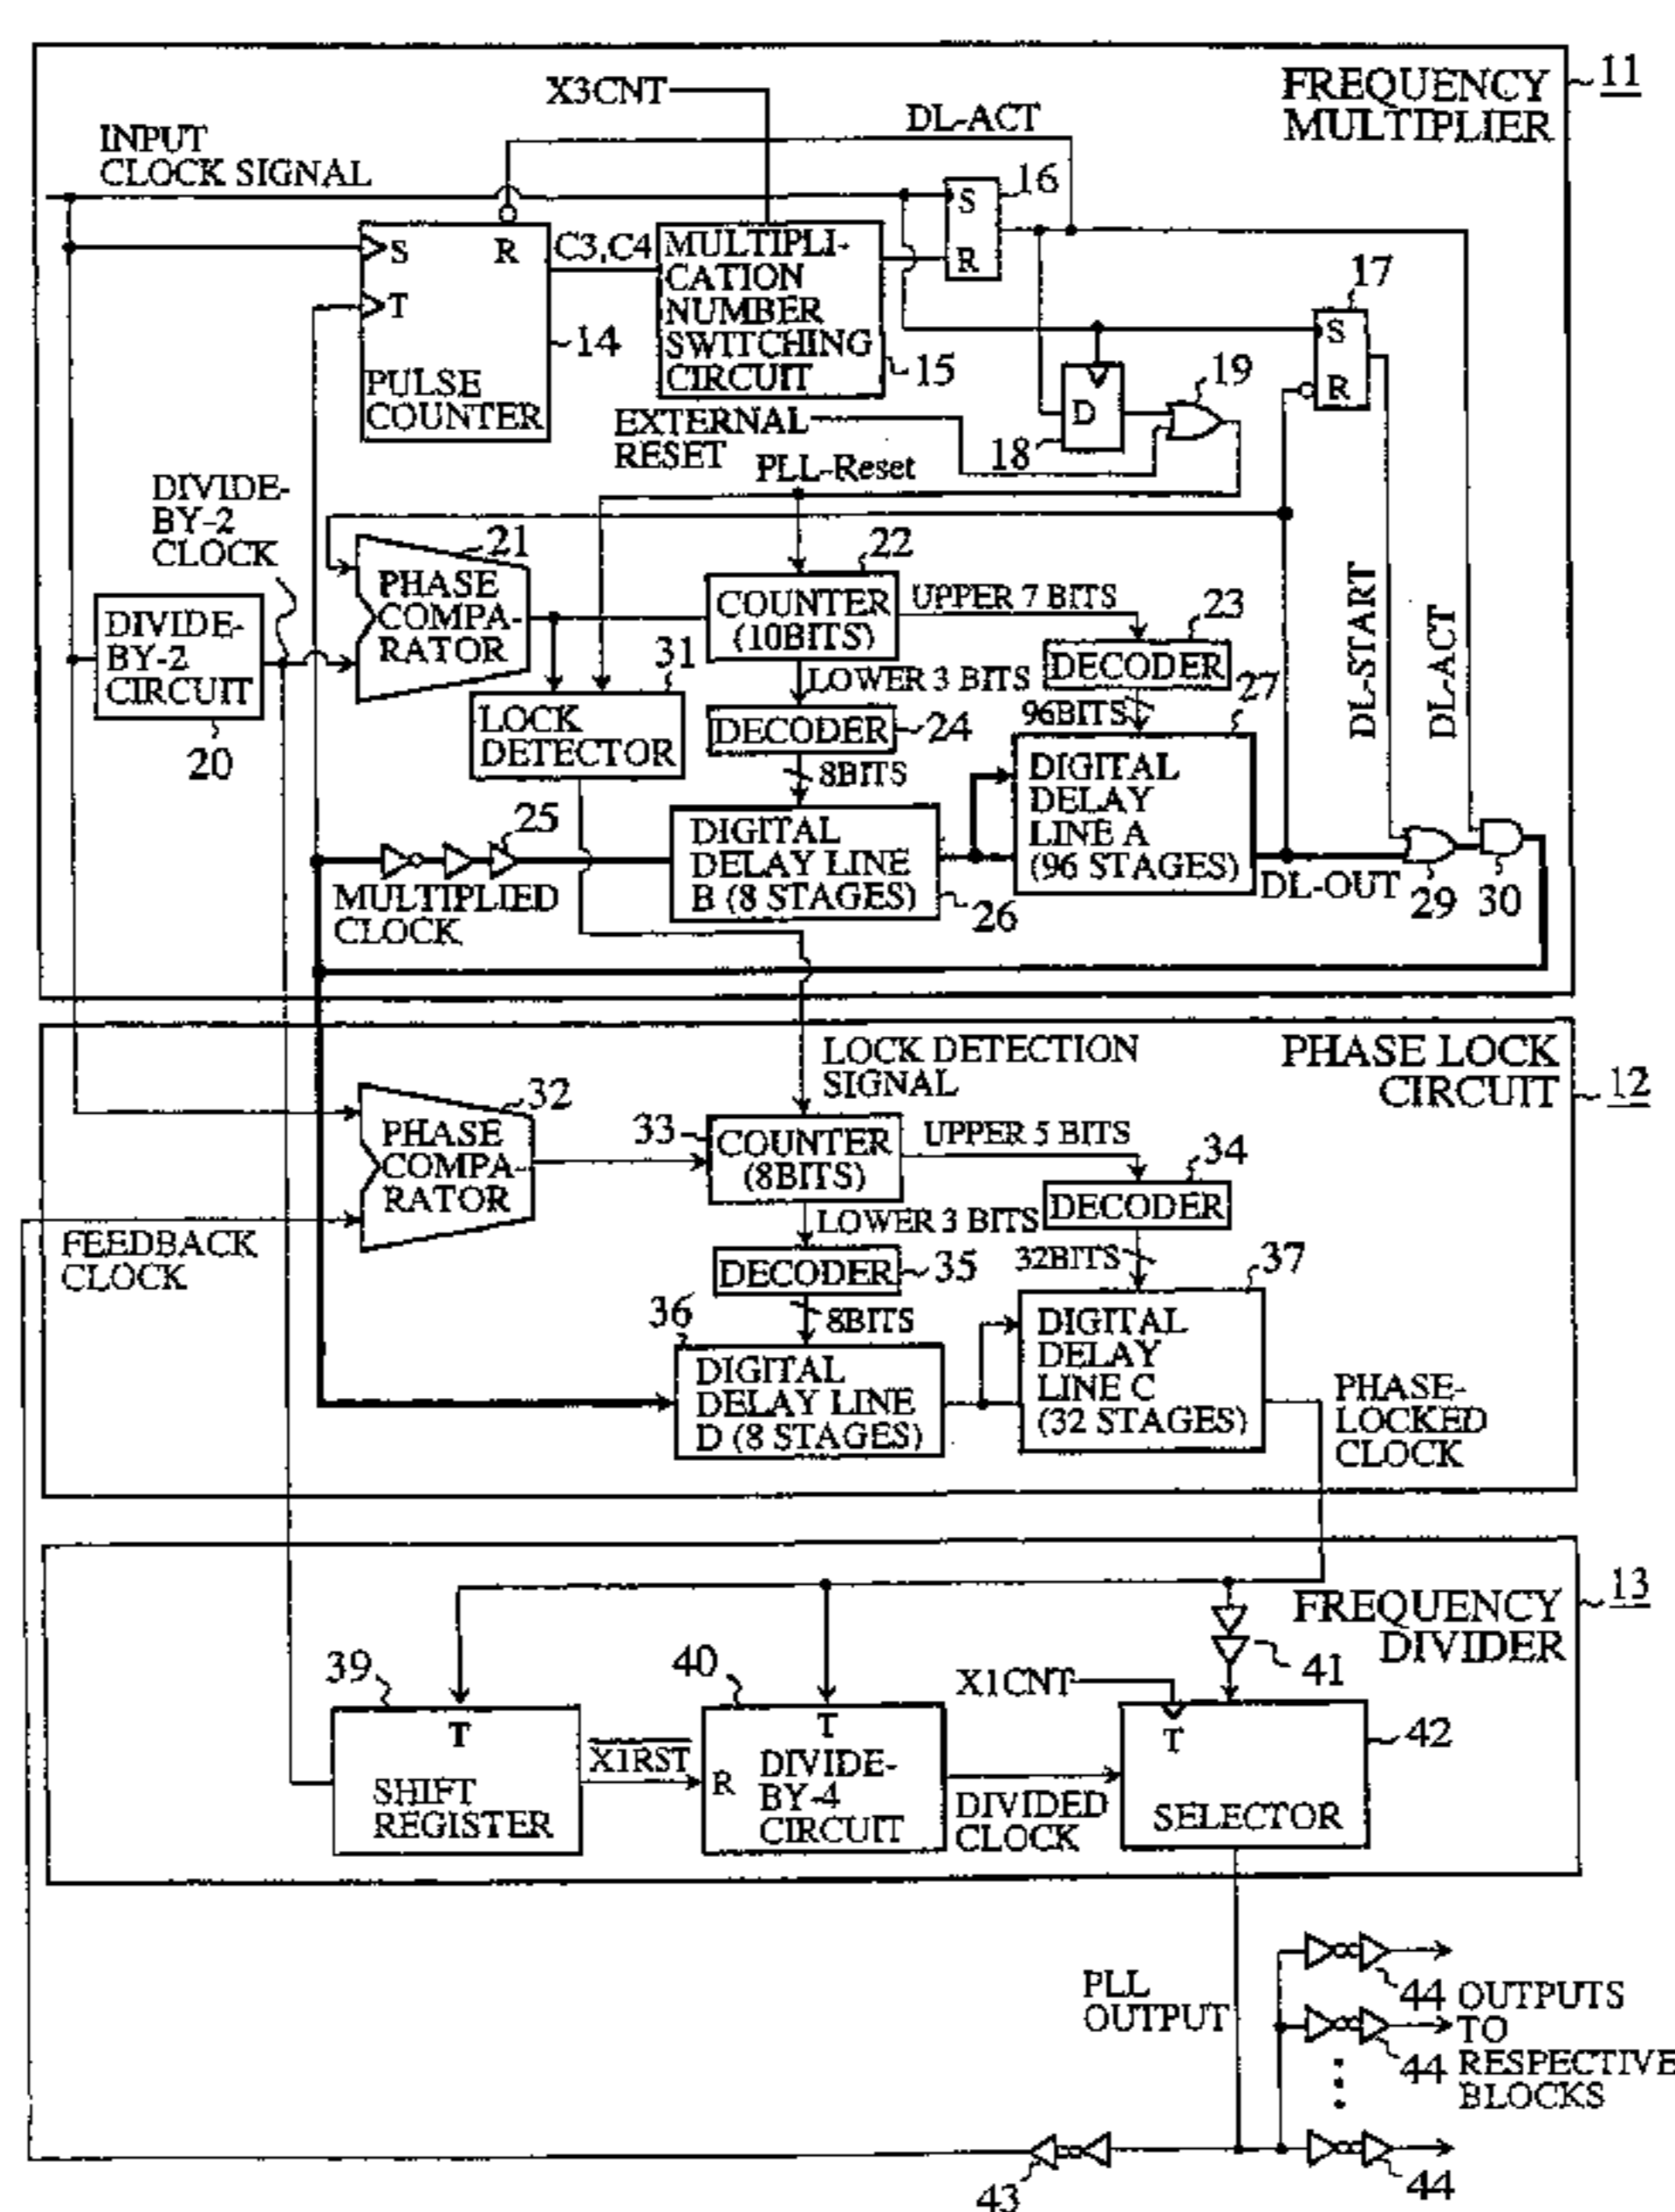 FREQUENCY
MULTIPLIER
11
X3CNT
DL-ACT
INPUT
CLOCK SIGNAL
16
S
R
S
R
T
C3,C4
MULTIPLI-
CATION
NUMBER
SWITCHING
CIRCUIT
15
14
PULSE
COUNTER
17
S
R
19
D
18
EXTERNAL
RESET
PLL-Reset
DIVIDE-
BY-2
CLOCK
21
PHASE
COMPA-
RATOR
22
COUNTER
(10BITS)
UPPER 7 BITS
23
DECODER
DIVIDE-
BY-2
CIRCUIT
20
31
LOCK
DETECTOR
LOWER 3 BITS
DECODER
24
8BITS
96BITS
27
DL-START
DL-ACT
25
DIGITAL
DELAY LINE
B (8 STAGES)
26
DIGITAL
DELAY
LINE A
(96 STAGES)
DL-OUT
29
30
MULTIPLIED
CLOCK
PHASE LOCK
CIRCUIT
12
LOCK DETECTION
SIGNAL
32
PHASE
COMPA-
RATOR
33
COUNTER
(8BITS)
UPPER 5 BITS
34
DECODER
FEEDBACK
CLOCK
LOWER 3 BITS
DECODER
35
8BITS
32BITS
37
36
DIGITAL
DELAY LINE
D (8 STAGES)
DIGITAL
DELAY
LINE C
(32 STAGES)
PHASE-
LOCKED
CLOCK
FREQUENCY
DIVIDER
13
41
39
T
SHIFT
REGISTER
X1RST
40
T
R
DIVIDE-
BY-4
CIRCUIT
DIVIDED
CLOCK
X1CNT
T
SELECTOR
42
PLL
OUTPUT
44
44
44
OUTPUTS
TO
RESPECTIVE
BLOCKS
43